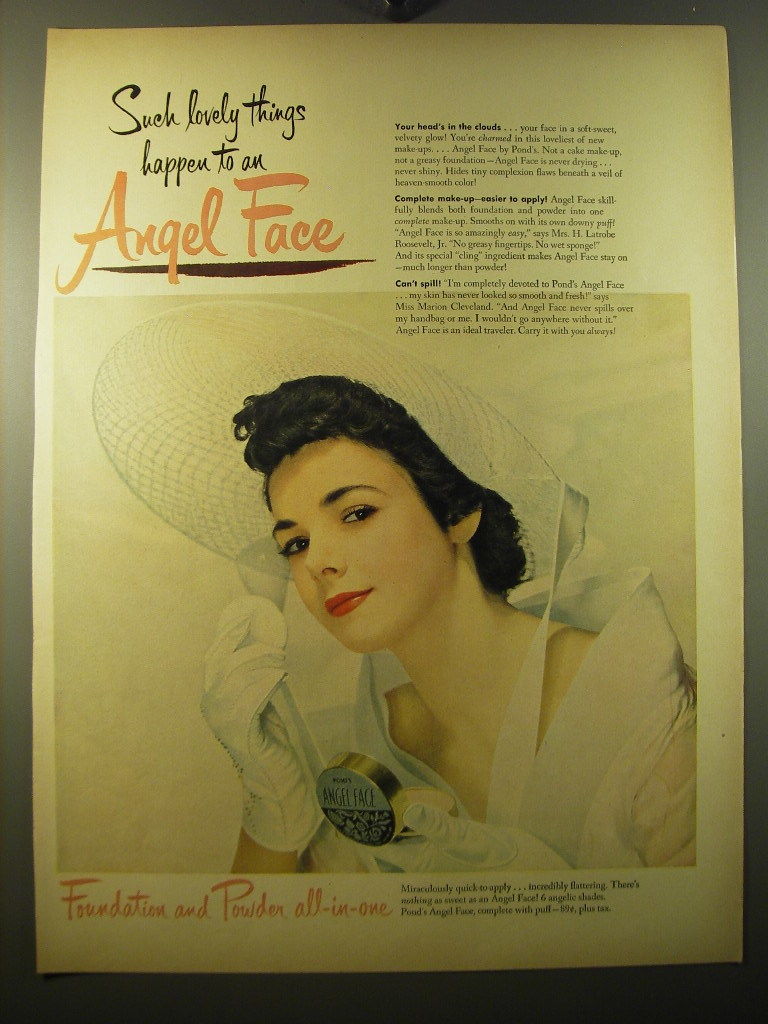 Such lovely things
happen to an
Angel Face
Your head's in the clouds . . . your face in a soft-sweet,
velvety glow! You're charmed in this loveliest of new
make-ups. . . . Angel Face by Pond's. Not a cake make-up,
not a greasy foundation—Angel Face is never drying . . .
never shiny. Hides tiny complexion flaws beneath a veil of
heaven-smooth color!
Complete make-up—easier to apply! Angel Face skill-
fully blends both foundation and powder into one
complete make-up. Smooths on with its own downy puff!
"Angel Face is so amazingly easy," says Mrs. H. Latrobe
Roosevelt, Jr. "No greasy fingertips. No wet sponge!"
And its special "cling" ingredient makes Angel Face stay on
—much longer than powder!
Can't spill! "I'm completely devoted to Pond's Angel Face
. . . my skin has never looked so smooth and fresh!" says
Miss Marion Cleveland. "And Angel Face never spills over
my handbag or me. I wouldn't go anywhere without it."
Angel Face is an ideal traveler. Carry it with you always!
POND'S
ANGEL FACE
Foundation and Powder all-in-one
Miraculously quick to apply . . . incredibly flattering. There's
nothing as sweet as an Angel Face! 6 angelic shades.
Pond's Angel Face, complete with puff—89¢, plus tax.